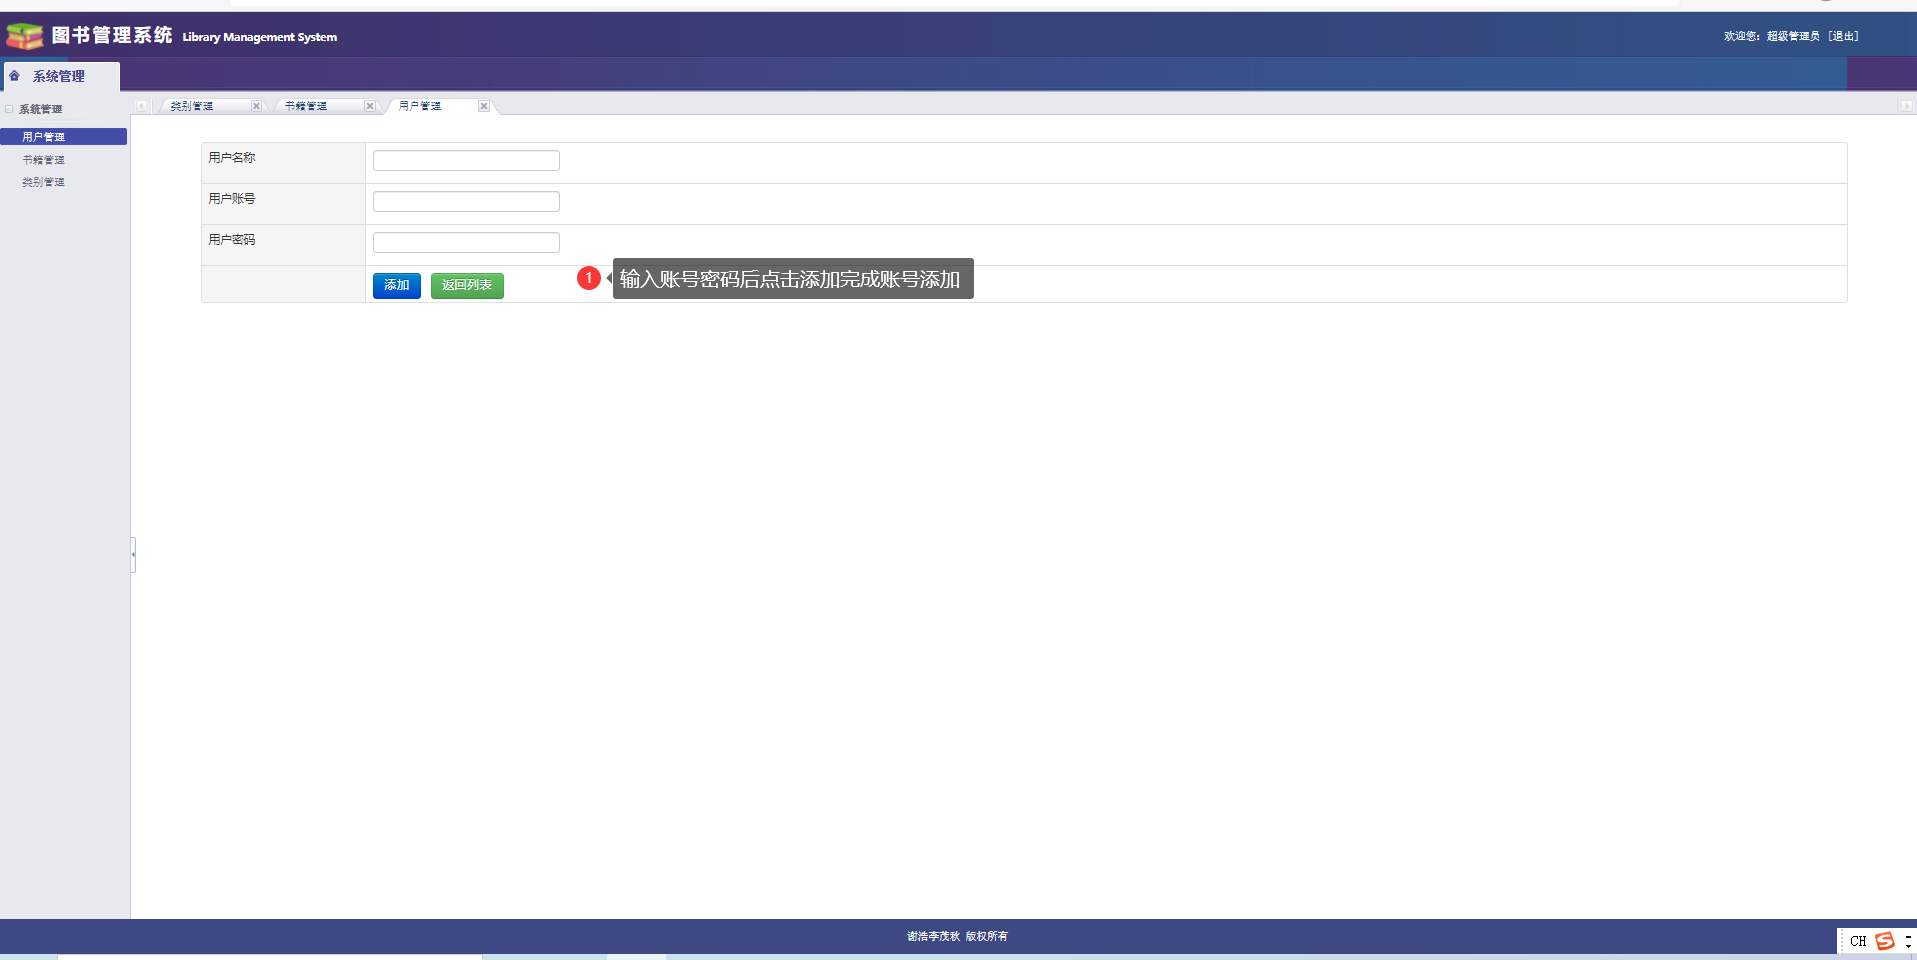 图书管理系统 Library Management System
欢迎您: 超级管理员 [退出]
系统管理
系统管理
用户管理
书籍管理
类别管理
类别管理
书籍管理
用户管理
用户名称
用户账号
用户密码
添加 返回列表
1 输入账号密码后点击添加完成账号添加
谢浩李茂秋 版权所有
CH